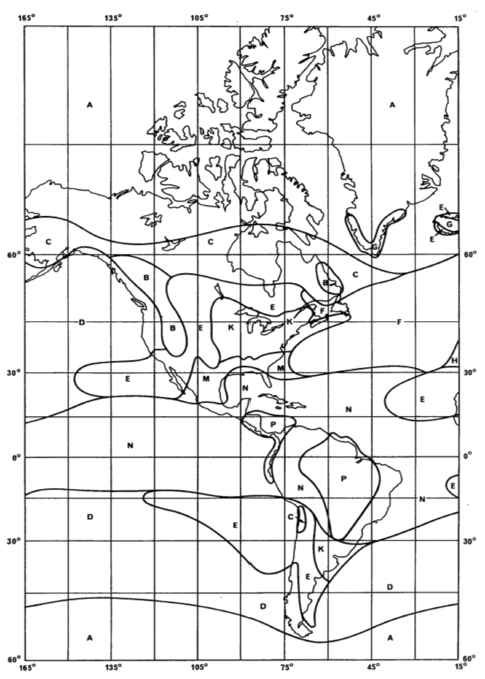 165° 135° 105° 75° 45° 15°
A A
E
G
C C G E
60° C 60°
B B
E F
D B E K K F
H
M
30° E M N E 30°
N
P
N
0° P 0°
N E
N
D C
E
30° K 30°
E
D
D
A A
60° 60°
165° 135° 105° 75° 45° 15°